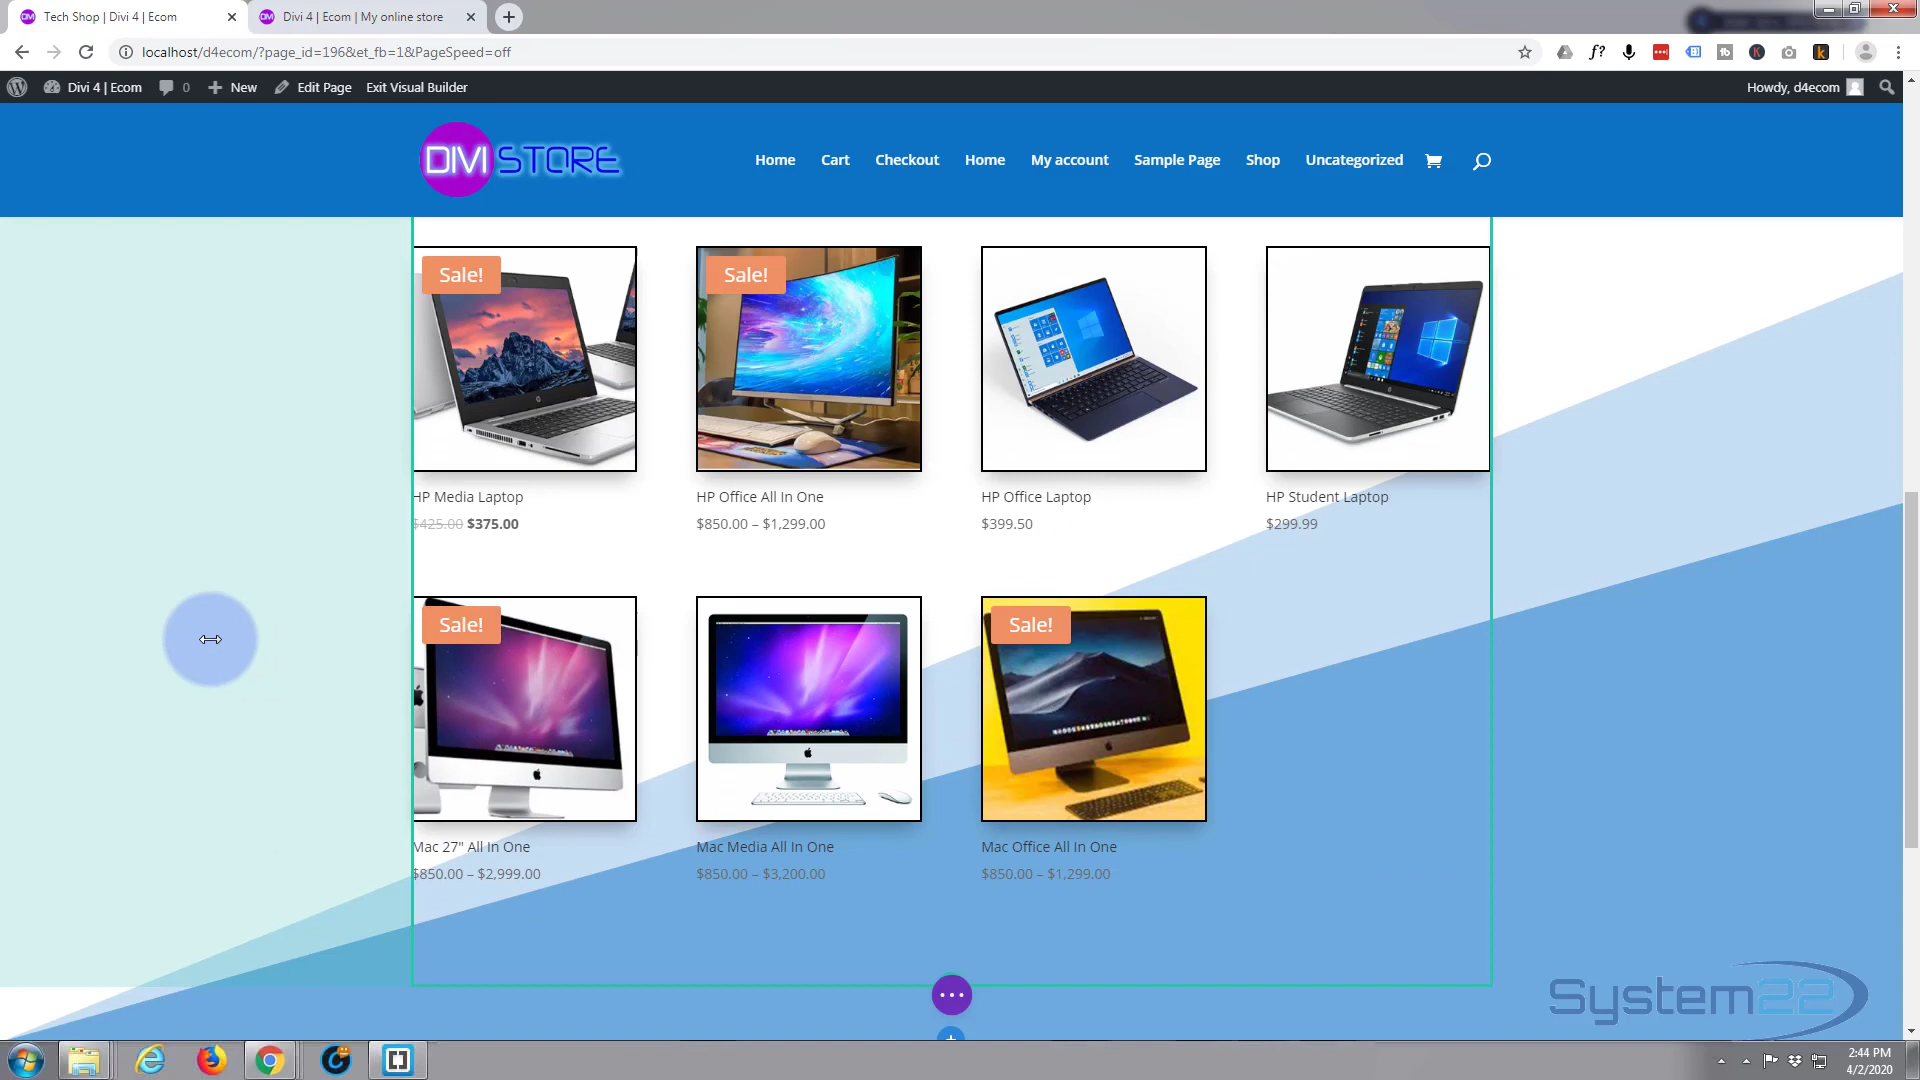 Tech Shop | Divi 4 | Ecom
Divi 4 | Ecom | My online store
localhost/d4ecom/?page_id=196&et_fb=1&PageSpeed=off
f?
K
k
Divi 4 | Ecom
0
New
Edit Page
Exit Visual Builder
Howdy, d4ecom
DIVI STORE
Home
Cart
Checkout
Home
My account
Sample Page
Shop
Uncategorized
Sale!
Sale!
HP Media Laptop
HP Office All In One
HP Office Laptop
HP Student Laptop
$425.00 $375.00
$850.00 – $1,299.00
$399.50
$299.99
Sale!
Sale!
Mac 27" All In One
Mac Media All In One
Mac Office All In One
$850.00 – $2,999.00
$850.00 – $3,200.00
$850.00 – $1,299.00
System22
2:44 PM
4/2/2020